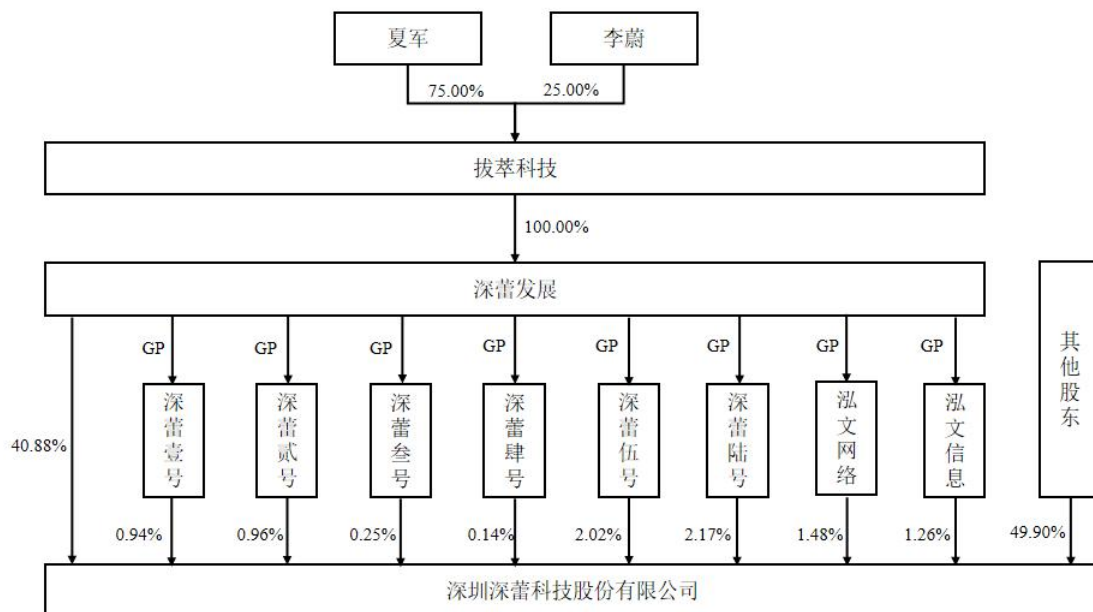 夏军
李蔚
75.00%
25.00%
拔萃科技
100.00%
深蕾发展
GP
GP
GP
GP
GP
GP
GP
GP
深蕾壹号
深蕾贰号
深蕾叁号
深蕾肆号
深蕾伍号
深蕾陆号
泓文网络
泓文信息
其他股东
40.88%
0.94%
0.96%
0.25%
0.14%
2.02%
2.17%
1.48%
1.26%
49.90%
深圳深蕾科技股份有限公司